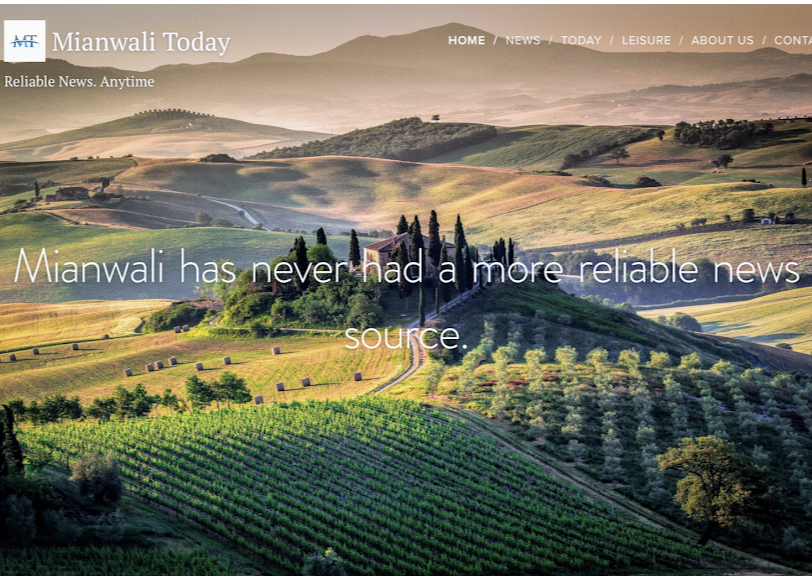 MT
Mianwali Today
HOME / NEWS / TODAY / LEISURE / ABOUT US / CONTA
Reliable News. Anytime
Mianwali has never had a more reliable news
source.